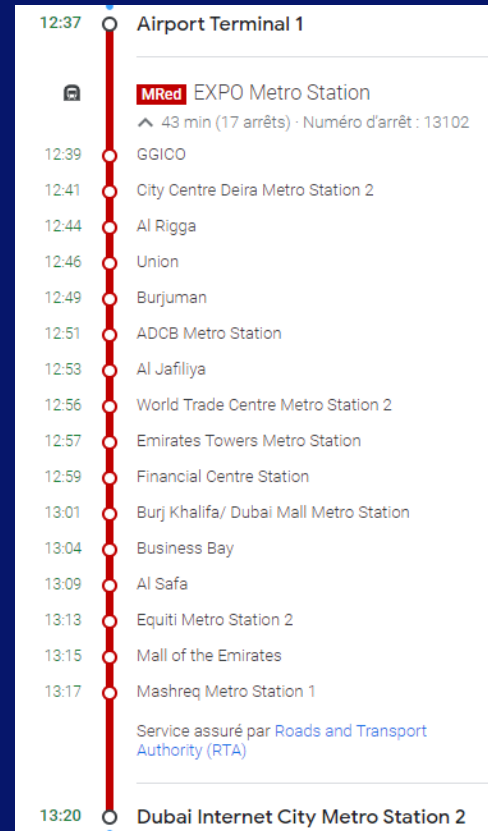 12:37 Airport Terminal 1
MRed EXPO Metro Station
43 min (17 arrêts) · Numéro d'arrêt : 13102
12:39 GGICO
12:41 City Centre Deira Metro Station 2
12:44 Al Rigga
12:46 Union
12:49 Burjuman
12:51 ADCB Metro Station
12:53 Al Jafiliya
12:56 World Trade Centre Metro Station 2
12:57 Emirates Towers Metro Station
12:59 Financial Centre Station
13:01 Burj Khalifa/ Dubai Mall Metro Station
13:04 Business Bay
13:09 Al Safa
13:13 Equiti Metro Station 2
13:15 Mall of the Emirates
13:17 Mashreq Metro Station 1
Service assuré par Roads and Transport
Authority (RTA)
13:20 Dubai Internet City Metro Station 2